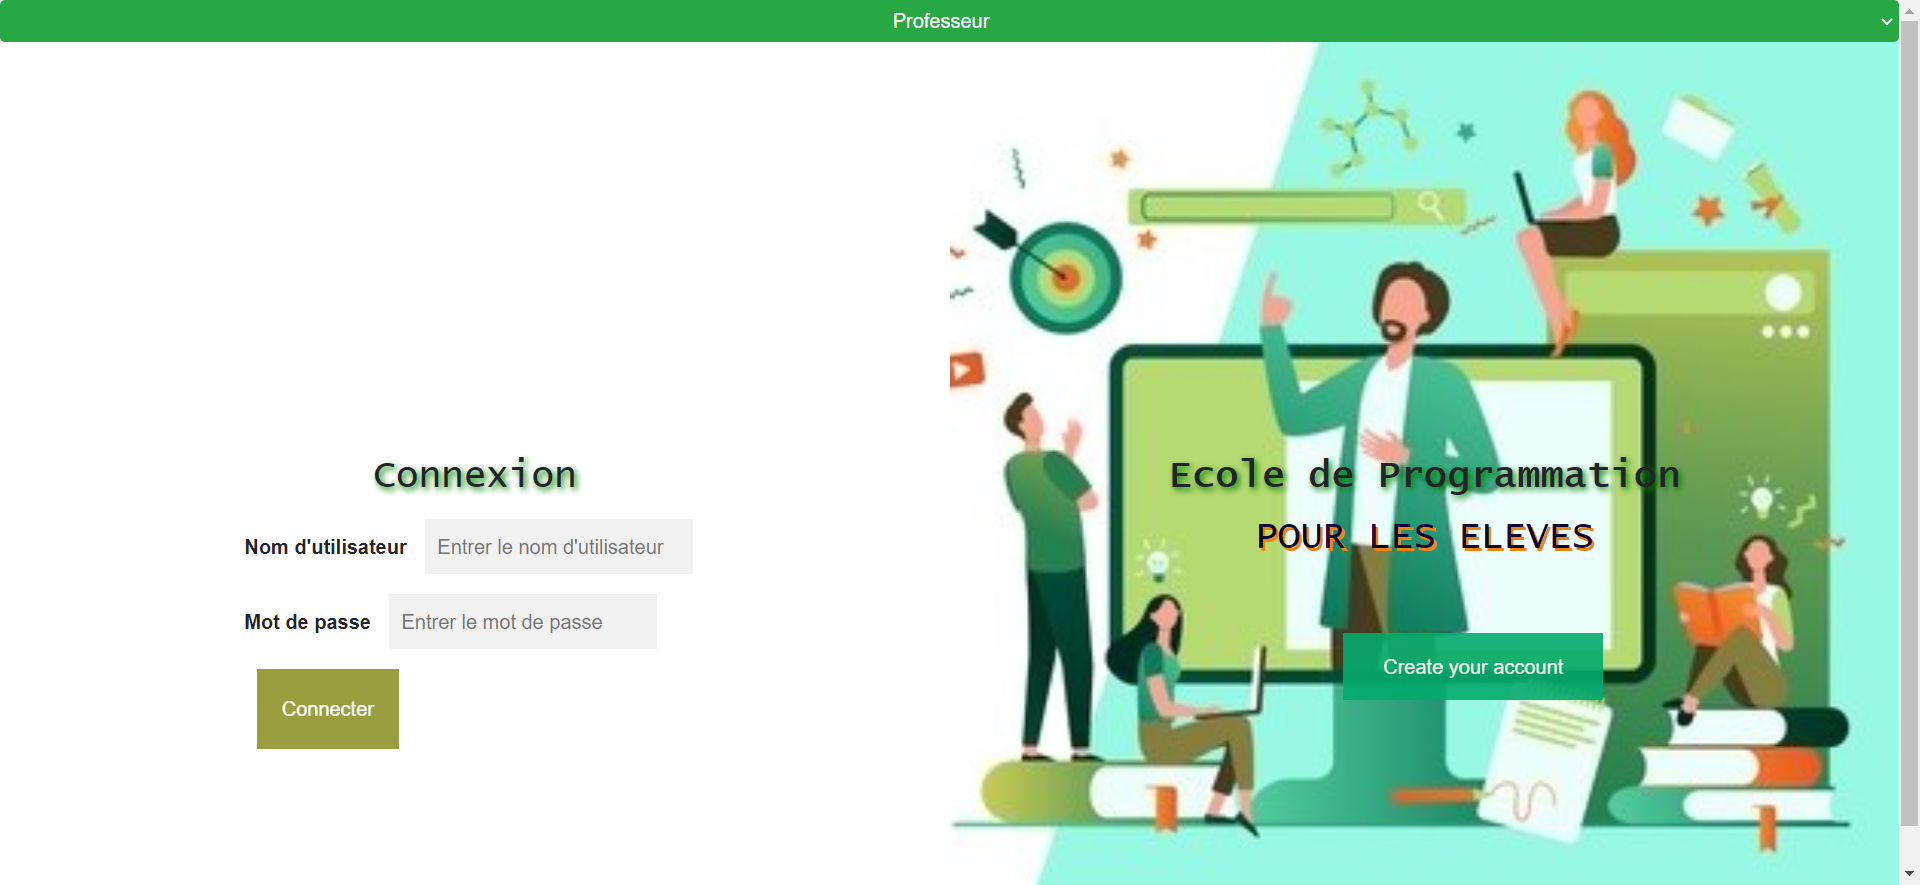 Professeur
Connexion
Nom d'utilisateur Entrer le nom d'utilisateur
Mot de passe Entrer le mot de passe
Connecter
Ecole de Programmation
POUR LES ELEVES
Create your account